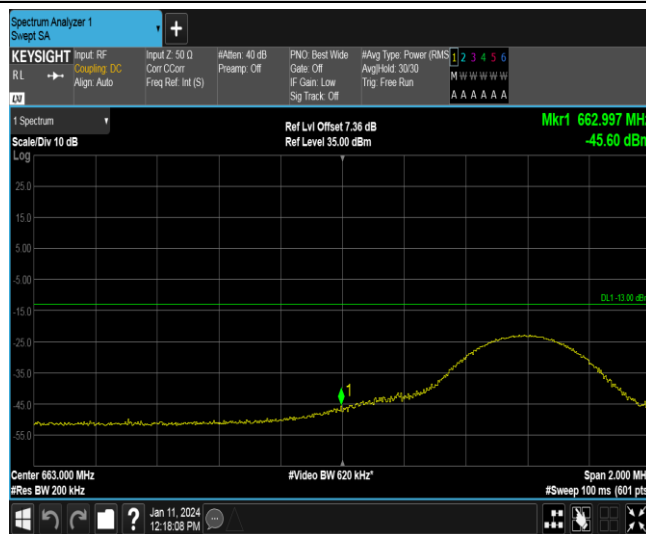 Spectrum Analyzer 1
Swept SA
+
KEYSIGHT
RL
LXI
Input: RF
Coupling: DC
Align: Auto
Input Z: 50 Ω
Corr CCorr
Freq Ref: Int (S)
#Atten: 40 dB
Preamp: Off
PNO: Best Wide
Gate: Off
IF Gain: Low
Sig Track: Off
#Avg Type: Power (RMS
Avg|Hold: 30/30
Trig: Free Run
1 2 3 4 5 6
M W W W W W
A A A A A A
1 Spectrum
Scale/Div 10 dB
Ref Lvl Offset 7.36 dB
Ref Level 35.00 dBm
Mkr1 662.997 MHz
-45.60 dBm
Log
25.0
15.0
5.00
-5.00
DL1 -13.00 dBm
-15.0
-25.0
-35.0
1
-45.0
-55.0
Center 663.000 MHz
#Res BW 200 kHz
#Video BW 620 kHz*
Span 2.000 MH
#Sweep 100 ms (601 pts
?
Jan 11, 2024
12:18:08 PM